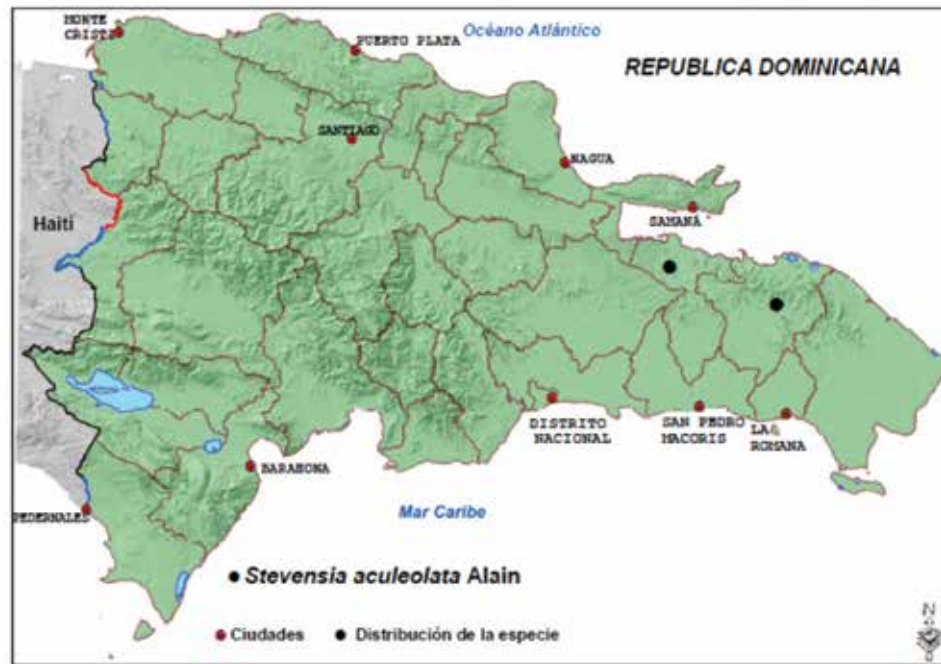 MONTE
CRISTI
Océano Atlántico
PUERTO PLATA
REPUBLICA DOMINICANA
SANTIAGO
NAGUA
Haití
SAMANÁ
DISTRITO
NACIONAL
SAN PEDRO
MACORIS
LA
ROMANA
BARAHONA
PEDERNALES
Mar Caribe
Stevensia aculeolata Alain
Ciudades
Distribución de la especie
N